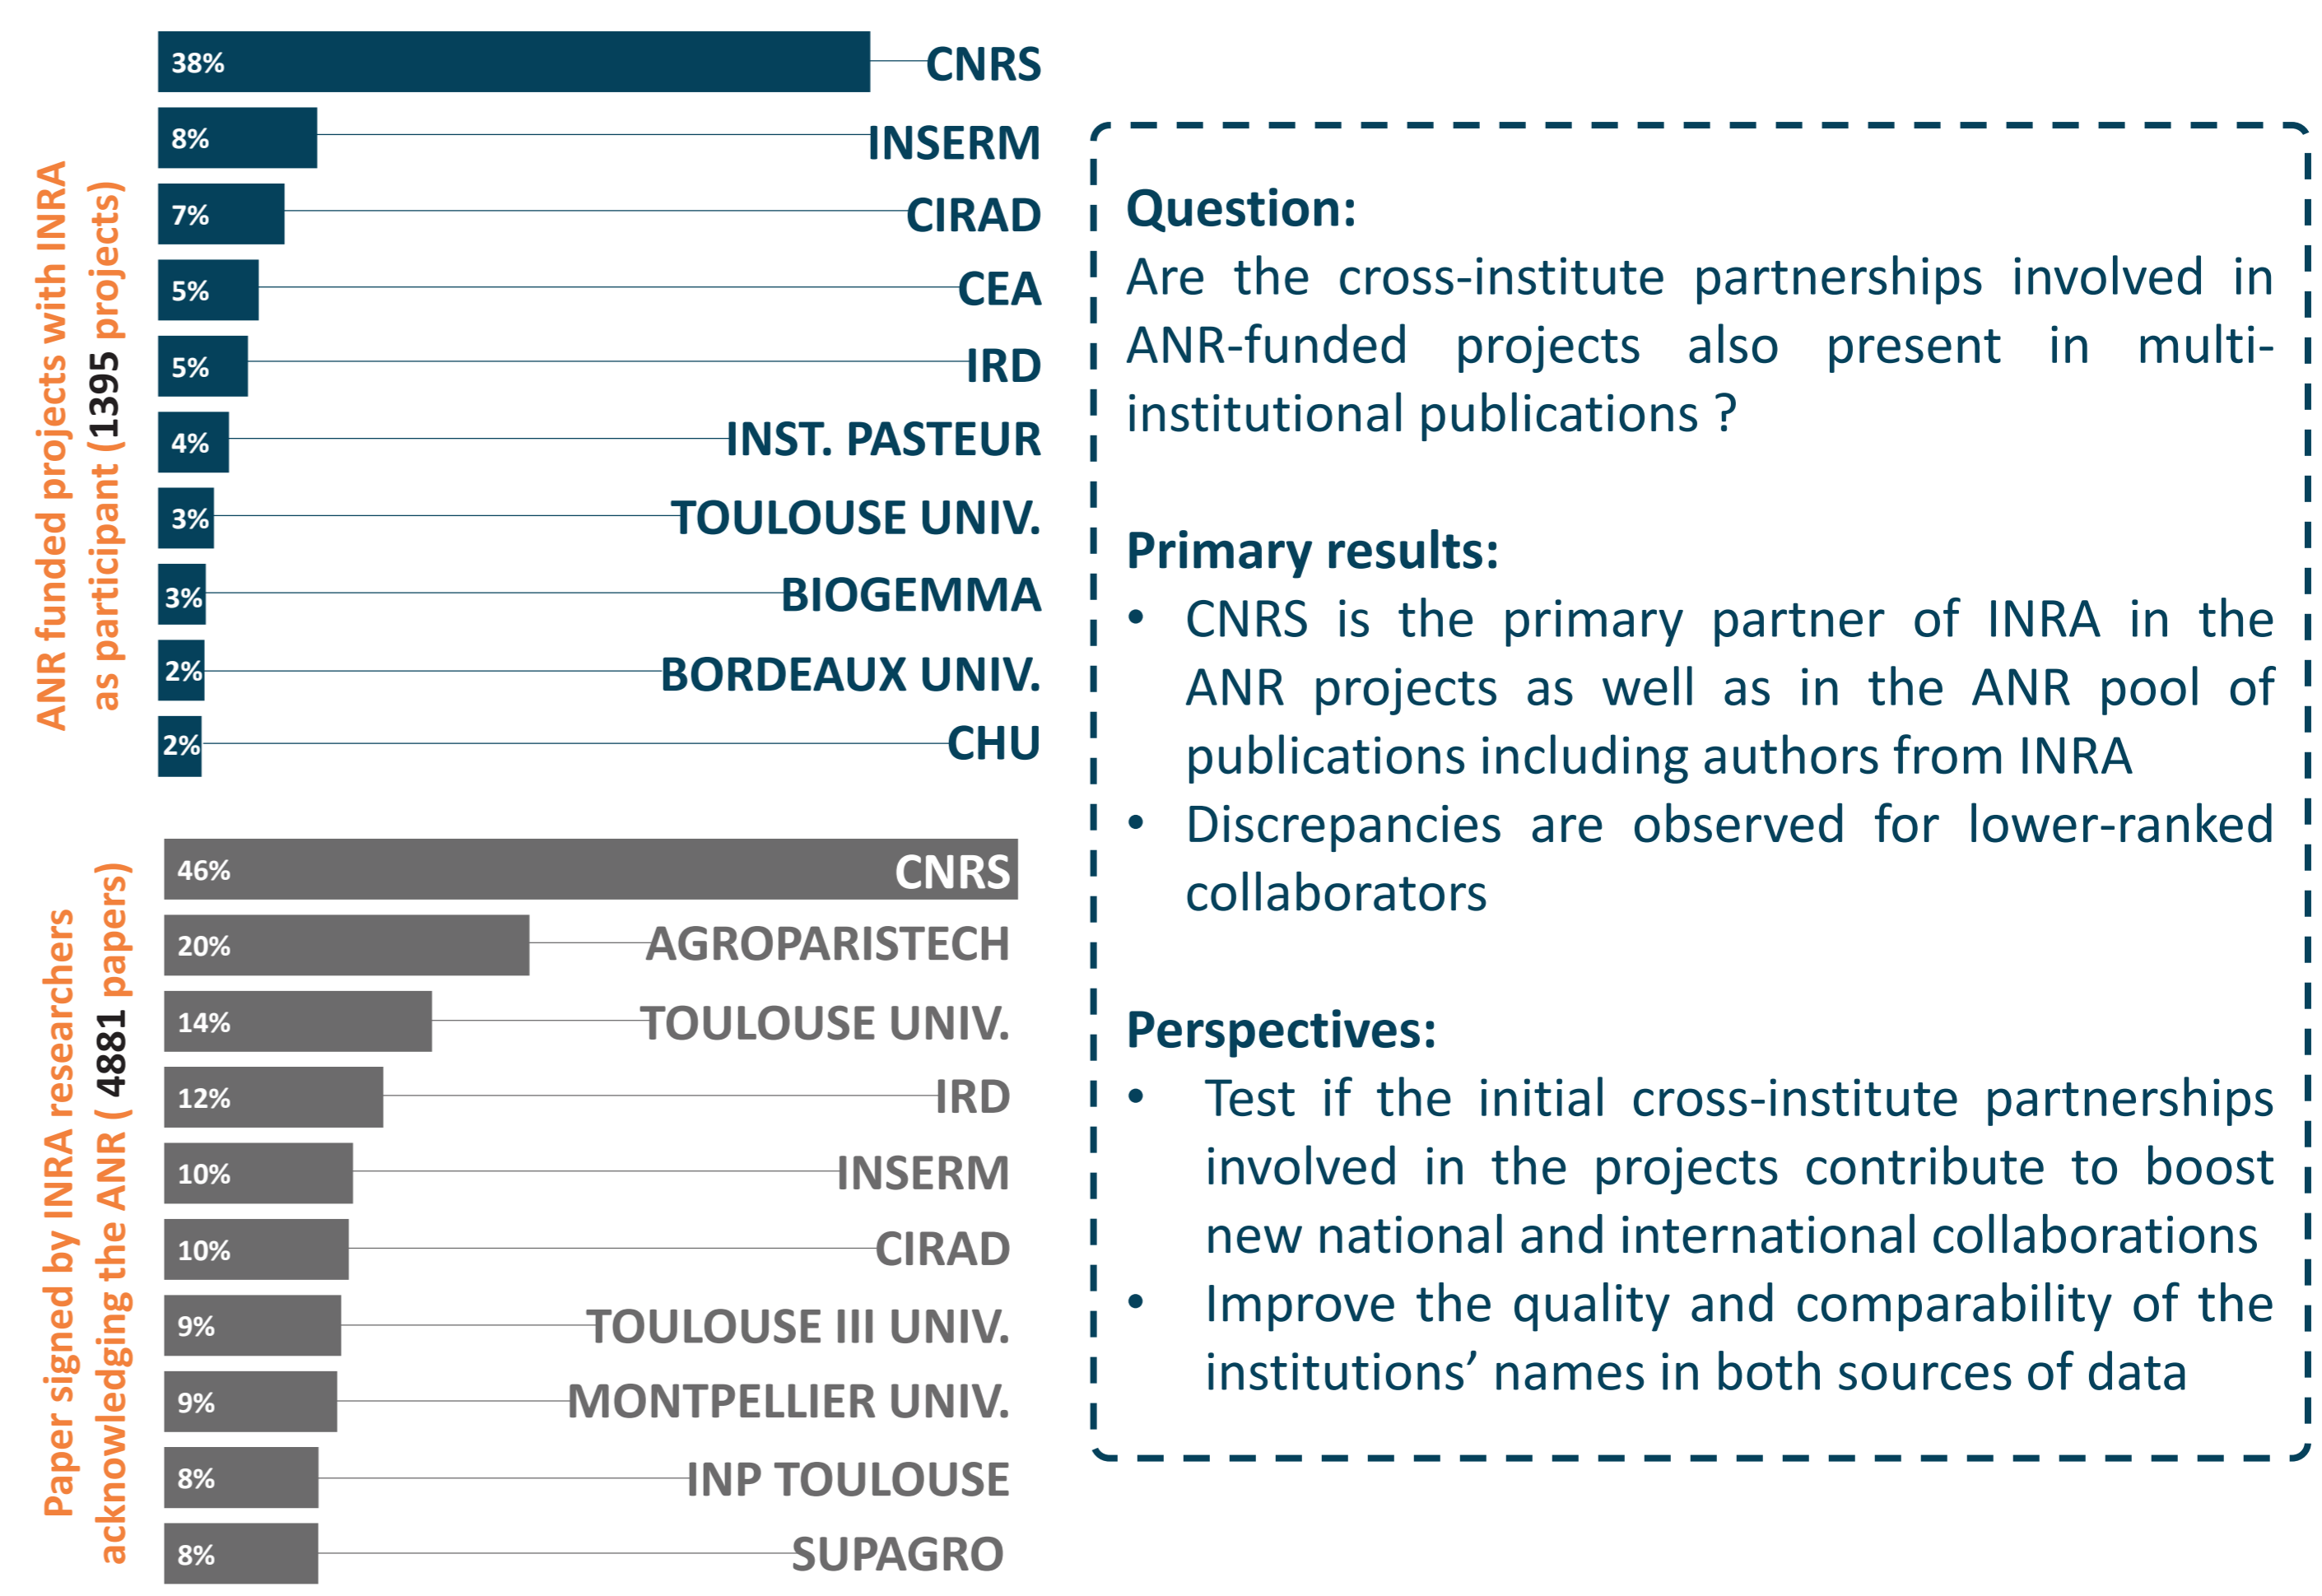 ANR funded projects with INRA
as participant (1395 projects)
38% CNRS
8% INSERM
7% CIRAD
5% CEA
5% IRD
4% INST. PASTEUR
3% TOULOUSE UNIV.
3% BIOGEMMA
2% BORDEAUX UNIV.
2% CHU
Paper signed by INRA researchers
acknowledging the ANR ( 4881 papers)
46% CNRS
20% AGROPARISTECH
14% TOULOUSE UNIV.
12% IRD
10% INSERM
10% CIRAD
9% TOULOUSE III UNIV.
9% MONTPELLIER UNIV.
8% INP TOULOUSE
8% SUPAGRO
Question:
Are the cross-institute partnerships involved in
ANR-funded projects also present in multi-
institutional publications ?
Primary results:
• CNRS is the primary partner of INRA in the
ANR projects as well as in the ANR pool of
publications including authors from INRA
• Discrepancies are observed for lower-ranked
collaborators
Perspectives:
• Test if the initial cross-institute partnerships
involved in the projects contribute to boost
new national and international collaborations
• Improve the quality and comparability of the
institutions’ names in both sources of data